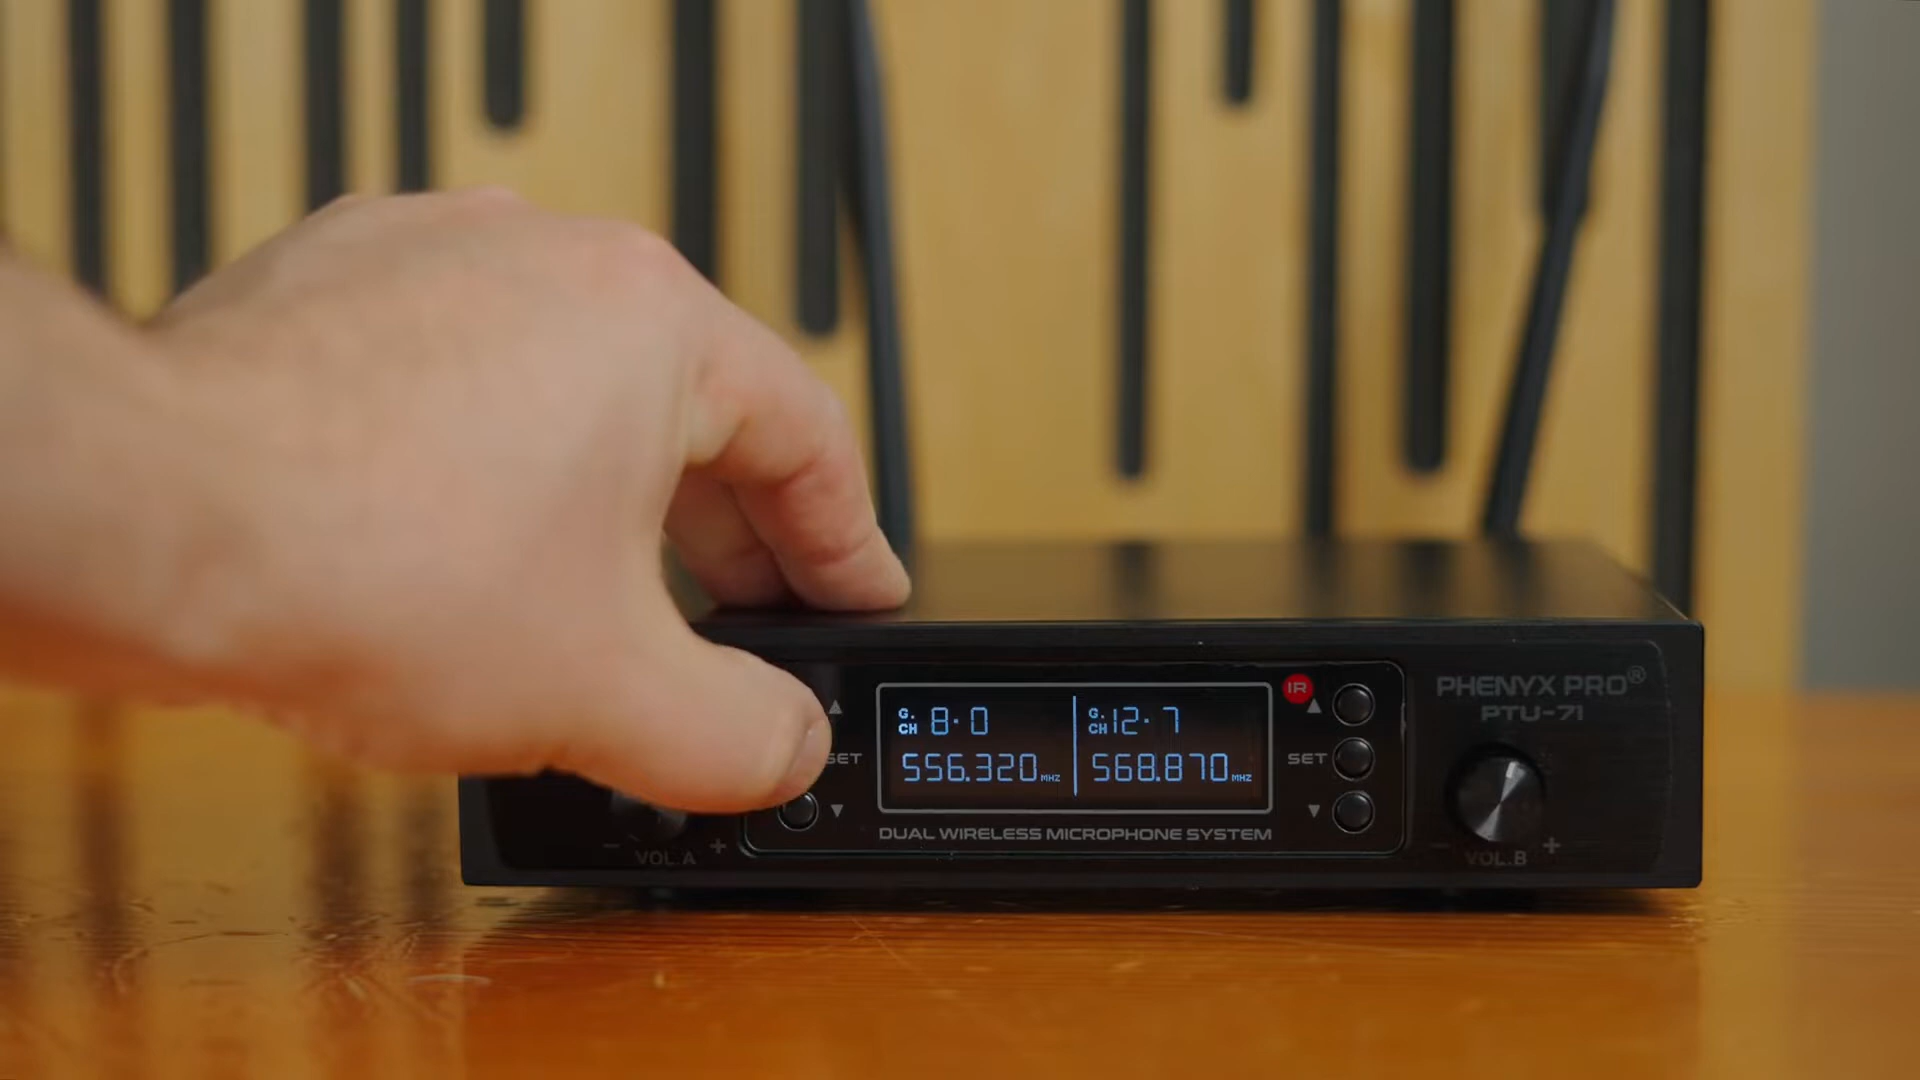 PHENYX PRO®
PTU-71
IR
G. CH 8·0
556.320 MHZ
G. CH 12·7
568.870 MHZ
SET
SET
DUAL WIRELESS MICROPHONE SYSTEM
- VOL.A +
- VOL.B +